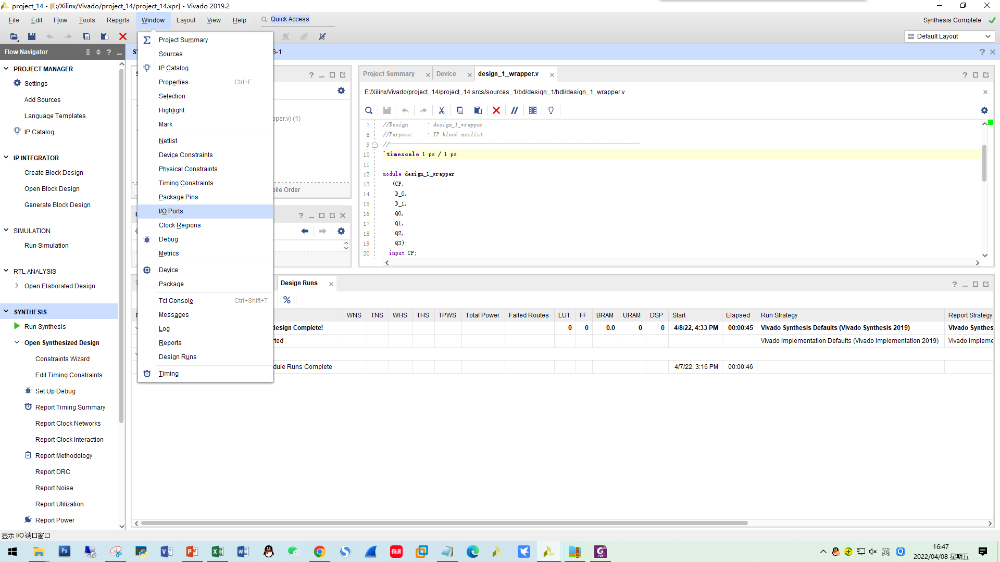 project_14 - [E:/Xilinx/Vivado/project_14/project_14.xpr] - Vivado 2019.2
File Edit Flow Tools Reports Window Layout View Help Quick Access
Synthesis Complete
Default Layout
Flow Navigator
PROJECT MANAGER
Settings
Add Sources
Language Templates
IP Catalog
IP INTEGRATOR
Create Block Design
Open Block Design
Generate Block Design
SIMULATION
Run Simulation
RTL ANALYSIS
Open Elaborated Design
SYNTHESIS
Run Synthesis
Open Synthesized Design
Constraints Wizard
Edit Timing Constraints
Set Up Debug
Report Timing Summary
Report Clock Networks
Report Clock Interaction
Report Methodology
Report DRC
Report Noise
Report Utilization
Report Power
Project Summary
Sources
IP Catalog
Properties Ctrl+E
Selection
Highlight
Mark
Netlist
Device Constraints
Physical Constraints
Timing Constraints
Package Pins
I/O Ports
Clock Regions
Debug
Metrics
Device
Package
Tcl Console Ctrl+Shift+T
Messages
Log
Reports
Design Runs
Timing
6-1
pper.v) (1)
pile Order
Project Summary Device design_1_wrapper.v
E:/Xilinx/Vivado/project_14/project_14.srcs/sources_1/bd/design_1/hdl/design_1_wrapper.v
7 //Design : design_1_wrapper
8 //Purpose : IP block netlist
9 //
10 `timescale 1 ps / 1 ps
11
12 module design_1_wrapper
13 (CP,
14 D_0,
15 D_1,
16 Q0,
17 Q1,
18 Q2,
19 Q3);
20 input CP;
Design Runs
WNS TNS WHS THS TPWS Total Power Failed Routes LUT FF BRAM URAM DSP Start Elapsed Run Strategy Report Strategy
design Complete! 0 0 0.0 0 0 4/8/22, 4:33 PM 00:00:45 Vivado Synthesis Defaults (Vivado Synthesis 2019) Vivado Synthes
rted Vivado Implementation Defaults (Vivado Implementation 2019) Vivado Impleme
dule Runs Complete 4/7/22, 3:16 PM 00:00:46
显示 I/O 端口窗口
Ps
有道
英
16:47
2022/04/08 星期五